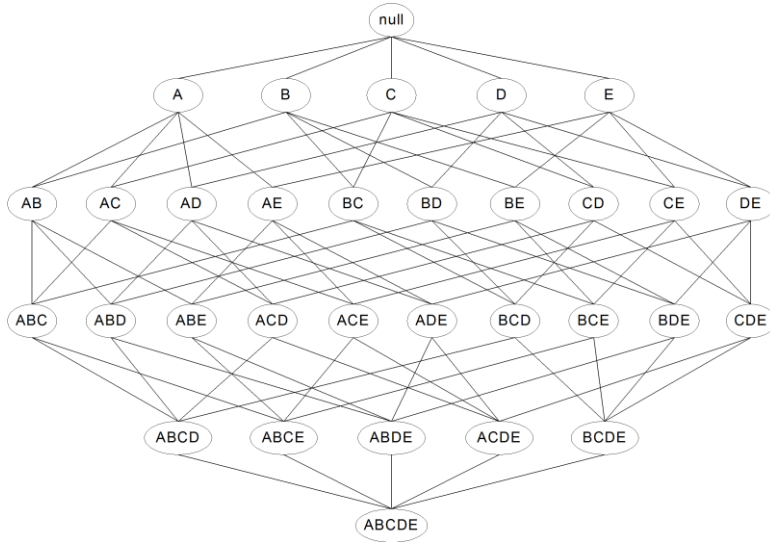 null
A B C D E
AB AC AD AE BC BD BE CD CE DE
ABC ABD ABE ACD ACE ADE BCD BCE BDE CDE
ABCD ABCE ABDE ACDE BCDE
ABCDE